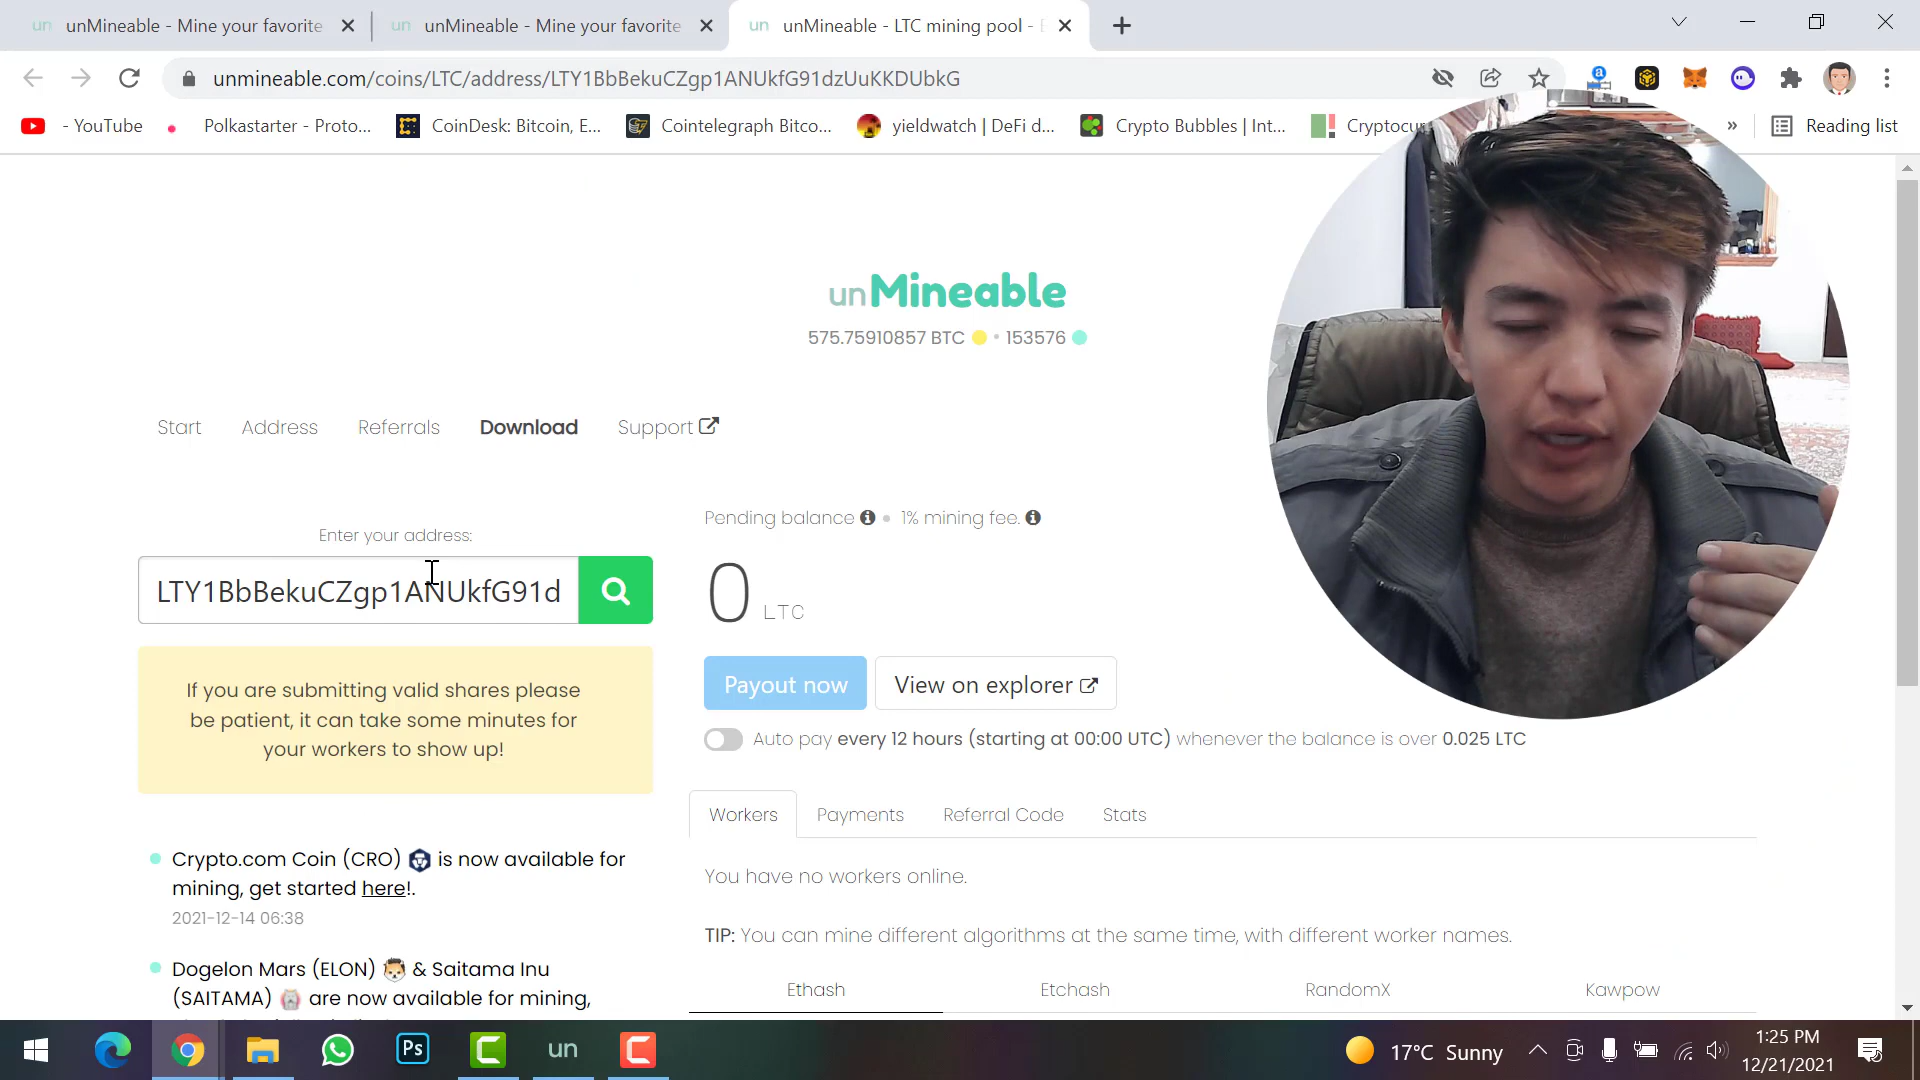 unMineable - Mine your favorite
unMineable - Mine your favorite
unMineable - LTC mining pool -
unmineable.com/coins/LTC/address/LTY1BbBekuCZgp1ANUkfG91dzUuKKDUbkG
- YouTube
Polkastarter - Proto...
CoinDesk: Bitcoin, E...
Cointelegraph Bitco...
yieldwatch | DeFi d...
Crypto Bubbles | Int...
» Reading list
unMineable
575.75910857 BTC • 153576
Start Address Referrals Download Support
Enter your address:
LTY1BbBekuCZgp1ANUkfG91d
If you are submitting valid shares please
be patient, it can take some minutes for
your workers to show up!
Crypto.com Coin (CRO) is now available for
mining, get started here!.
2021-12-14 06:38
Dogelon Mars (ELON) & Saitama Inu
(SAITAMA) are now available for mining,
Pending balance • 1% mining fee.
0 LTC
Payout now View on explorer
Auto pay every 12 hours (starting at 00:00 UTC) whenever the balance is over 0.025 LTC
Workers Payments Referral Code Stats
You have no workers online.
TIP: You can mine different algorithms at the same time, with different worker names.
Ethash Etchash RandomX Kawpow
Ps
un
17°C Sunny
1:25 PM
12/21/2021